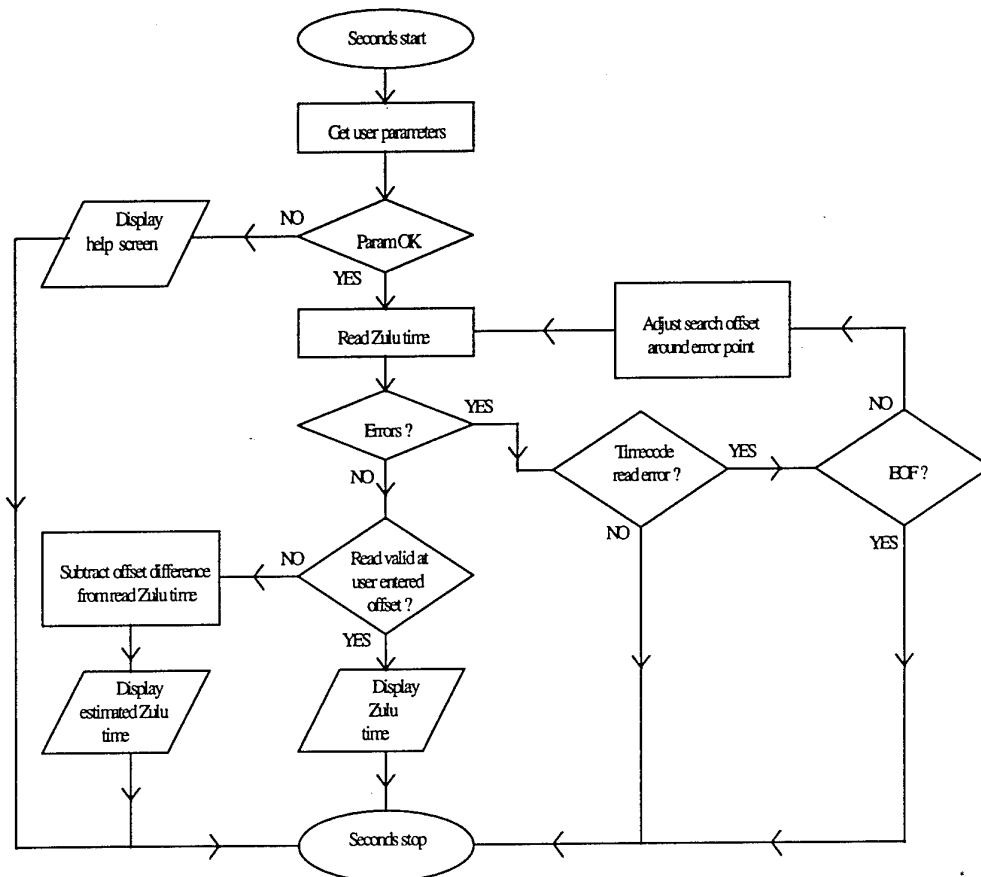 Seconds start
Get user parameters
NO
Display
help screen
Param OK
YES
Read Zulu time
Adjust search offset
around error point
Errors ?
YES
NO
Timecode
read error ?
YES
NO
EOF ?
NO
YES
Subtract offset difference
from read Zulu time
NO
Read valid at
user entered
offset ?
YES
Display
estimated Zulu
time
Display
Zulu
time
Seconds stop